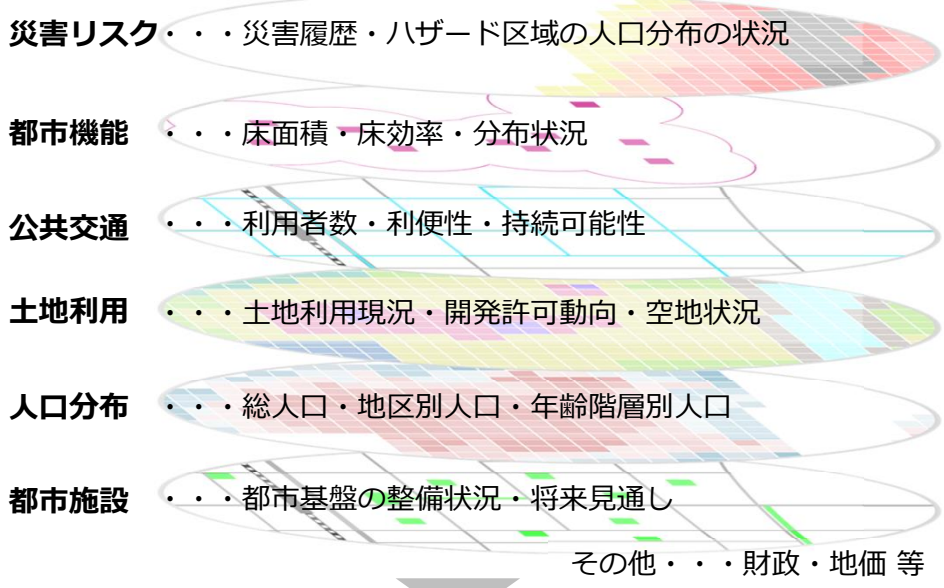 災害リスク・・・災害履歴・ハザード区域の人口分布の状況
都市機能 ・・・床面積・床効率・分布状況
公共交通 ・・・利用者数・利便性・持続可能性
土地利用 ・・・土地利用現況・開発許可動向・空地状況
人口分布 ・・・総人口・地区別人口・年齢階層別人口
都市施設 ・・・都市基盤の整備状況・将来見通し
その他・・・財政・地価 等